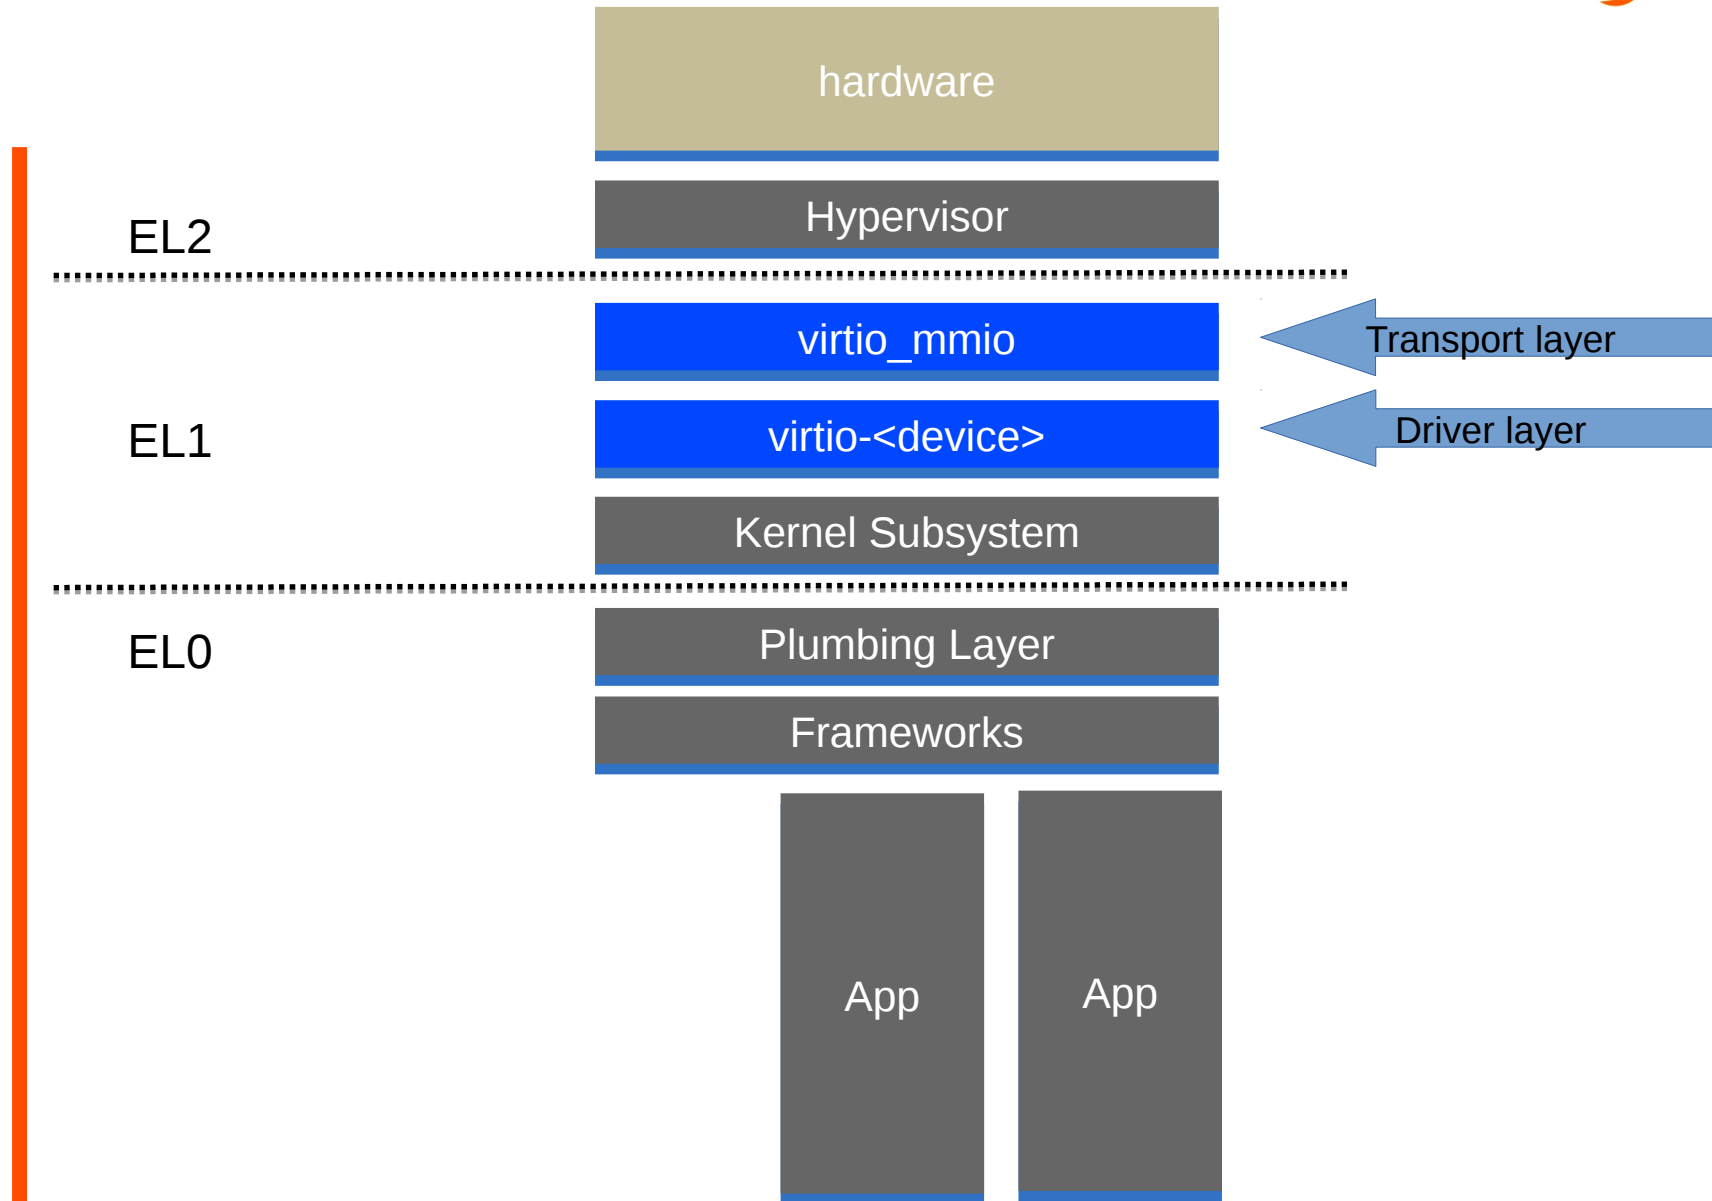 hardware
Hypervisor
EL2
virtio_mmio
Transport layer
virtio-<device>
Driver layer
EL1
Kernel Subsystem
Plumbing Layer
EL0
Frameworks
App
App